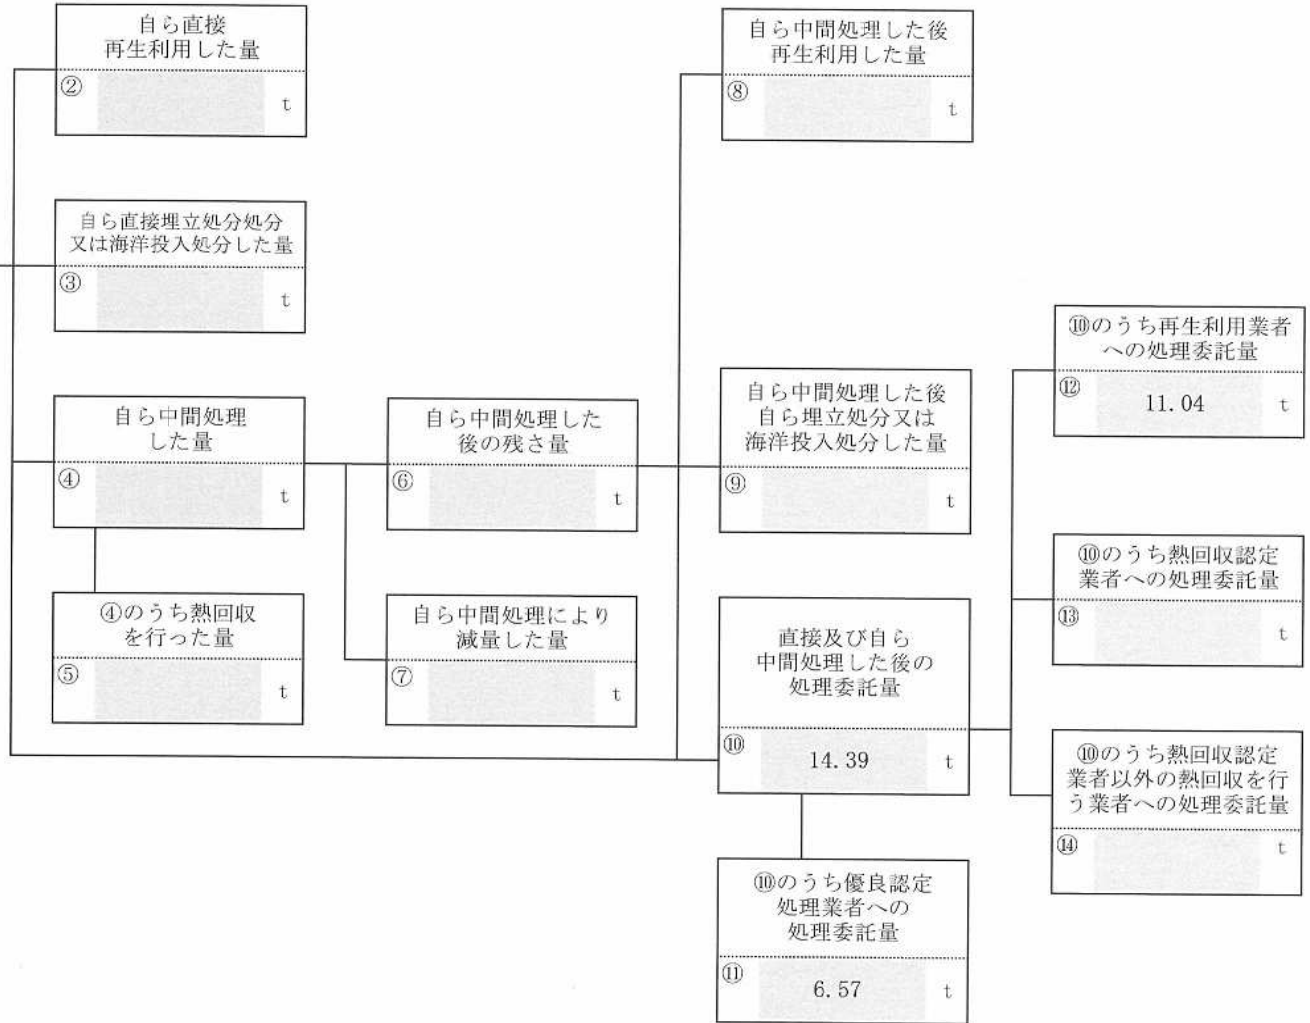 自ら直接
再生利用した量
②
t
自ら中間処理した後
再生利用した量
⑧
t
自ら直接埋立処分処分
又は海洋投入処分した量
③
t
⑩のうち再生利用業者
への処理委託量
⑫ 11.04 t
自ら中間処理
した量
④
t
自ら中間処理した
後の残さ量
⑥
t
自ら中間処理した後
自ら埋立処分又は
海洋投入処分した量
⑨
t
⑩のうち熱回収認定
業者への処理委託量
⑬
t
④のうち熱回収
を行った量
⑤
t
自ら中間処理により
減量した量
⑦
t
直接及び自ら
中間処理した後の
処理委託量
⑩ 14.39 t
⑩のうち熱回収認定
業者以外の熱回収を行
う業者への処理委託量
⑭
t
⑩のうち優良認定
処理業者への
処理委託量
⑪ 6.57 t